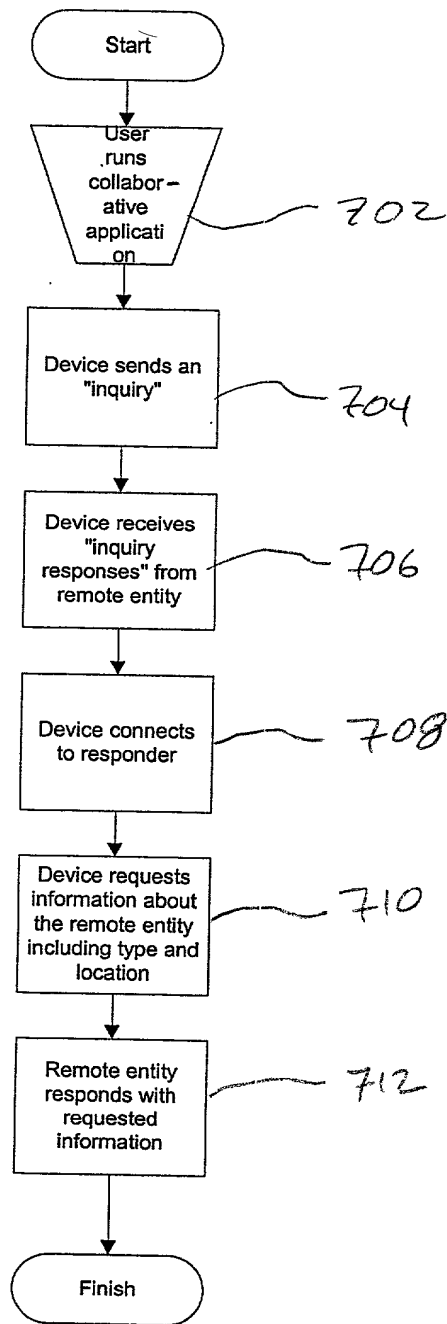 Start
User
runs
collabor-
ative
applicati
on
702
Device sends an
"inquiry"
704
Device receives
"inquiry
responses" from
remote entity
706
Device connects
to responder
708
Device requests
information about
the remote entity
including type and
location
710
Remote entity
responds with
requested
information
712
Finish